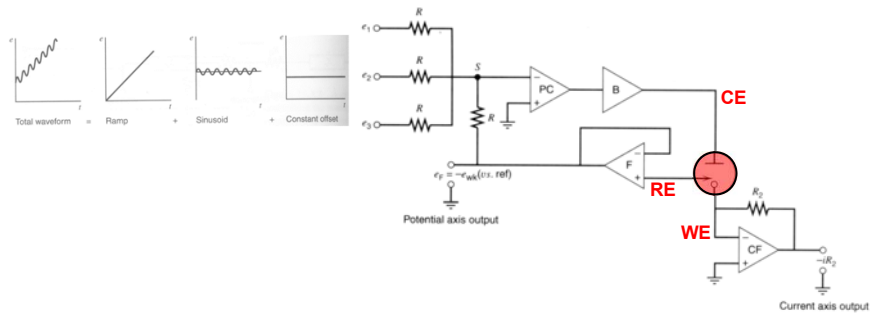 e
e
e
e
t
t
t
t
Total waveform = Ramp + Sinusoid + Constant offset
R
e1
R
e2
S
R
e3
R
PC
−
+
B
CE
F
−
+
RE
eF = −ewk(vs. ref)
Potential axis output
R2
WE
−
CF
+
−iR2
Current axis output